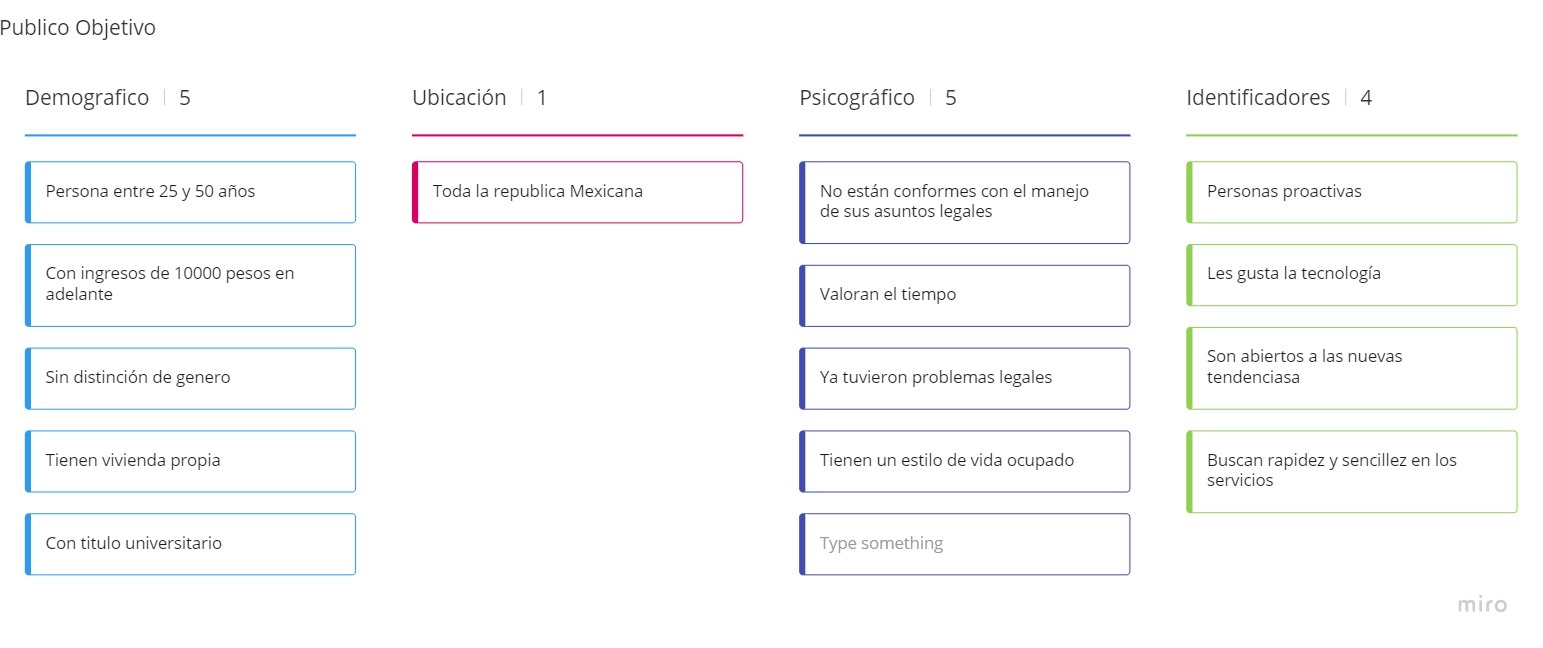 Publico Objetivo
Demografico | 5
Persona entre 25 y 50 años
Con ingresos de 10000 pesos en
adelante
Sin distinción de genero
Tienen vivienda propia
Con titulo universitario
Ubicación | 1
Toda la republica Mexicana
Psicográfico | 5
No están conformes con el manejo
de sus asuntos legales
Valoran el tiempo
Ya tuvieron problemas legales
Tienen un estilo de vida ocupado
Type something
Identificadores | 4
Personas proactivas
Les gusta la tecnología
Son abiertos a las nuevas
tendenciasa
Buscan rapidez y sencillez en los
servicios
miro